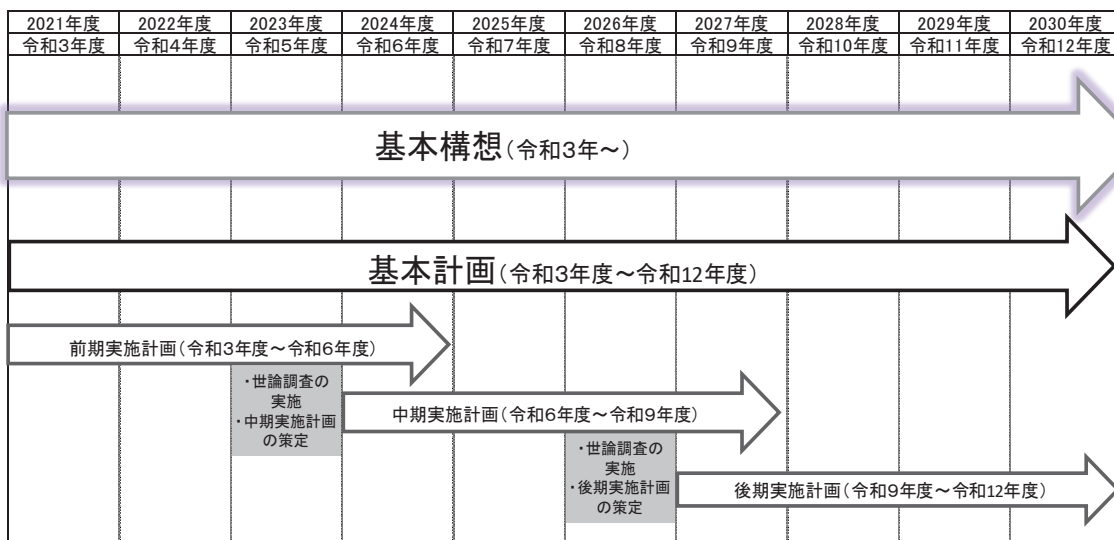 2021年度 2022年度 2023年度 2024年度 2025年度 2026年度 2027年度 2028年度 2029年度 2030年度
令和3年度 令和4年度 令和5年度 令和6年度 令和7年度 令和8年度 令和9年度 令和10年度 令和11年度 令和12年度
基本構想(令和3年~)
基本計画(令和3年度~令和12年度)
前期実施計画(令和3年度~令和6年度)
・世論調査の
実施
・中期実施計画
の策定
中期実施計画(令和6年度~令和9年度)
・世論調査の
実施
・後期実施計画
の策定
後期実施計画(令和9年度~令和12年度)